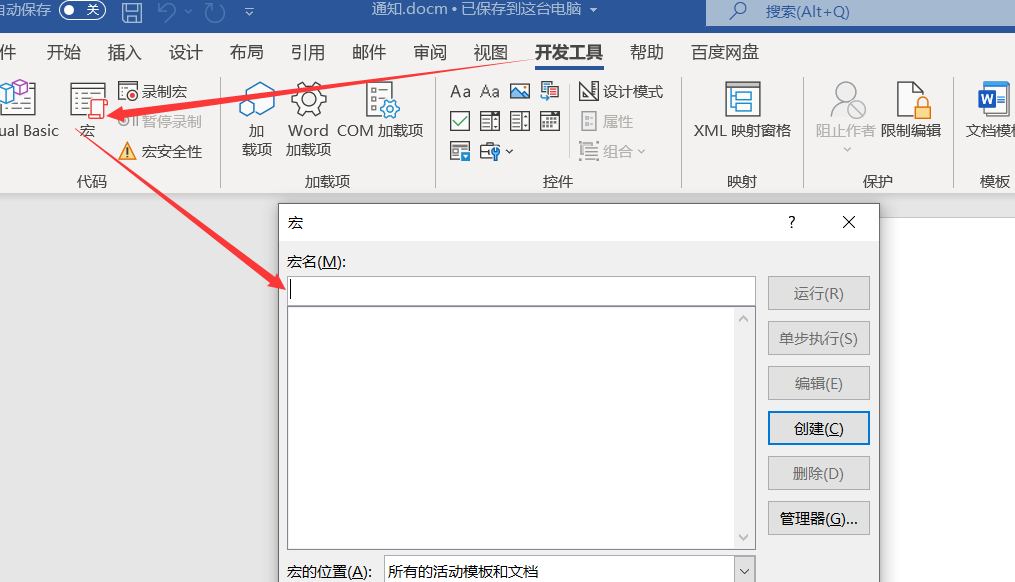 自动保存 关 通知.docm • 已保存到这台电脑 搜索(Alt+Q)
件 开始 插入 设计 布局 引用 邮件 审阅 视图 开发工具 帮助 百度网盘
ual Basic
宏
录制宏
暂停录制
宏安全性
代码
加
载项
Word
加载项
COM 加载项
加载项
Aa Aa
设计模式
属性
组合
控件
XML 映射窗格
映射
阻止作者
限制编辑
保护
文档模板
模板
宏 ?
宏名(M):
运行(R)
单步执行(S)
编辑(E)
创建(C)
删除(D)
管理器(G)...
宏的位置(A): 所有的活动模板和文档